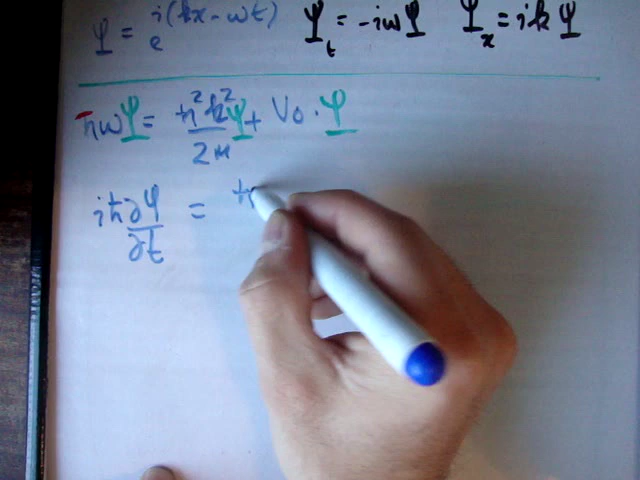 Ψ = e^{i(kx - ωt)} Ψ_t = -iωΨ Ψ_x = ikΨ
ħωΨ = ħ²k²/2m Ψ + V₀·Ψ
iħ ∂Ψ/∂t = ħ